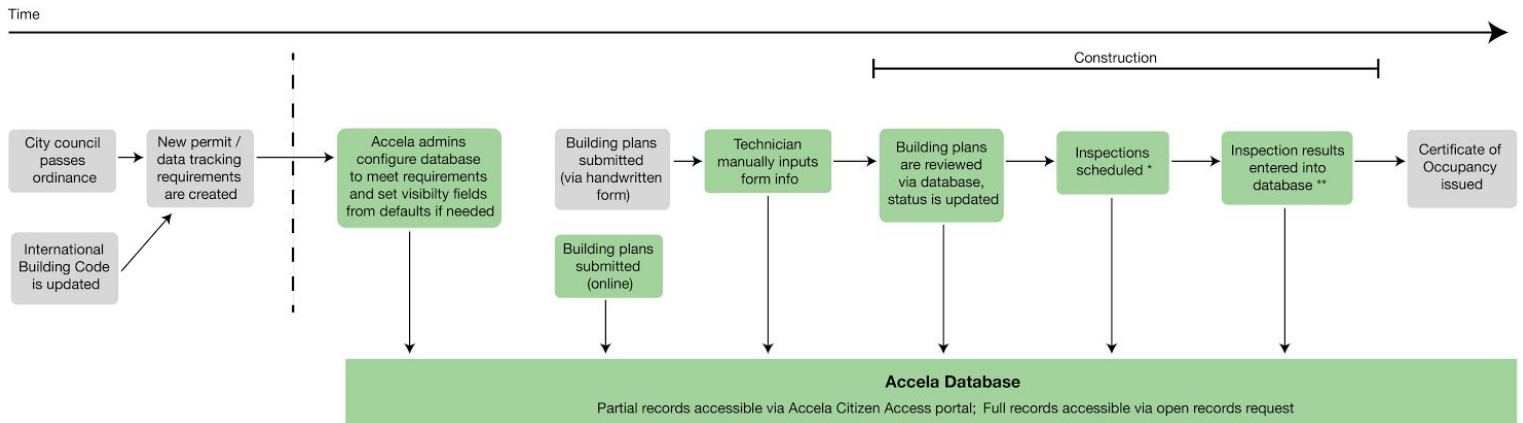 Time
Construction
City council
passes
ordinance
New permit /
data tracking
requirements
are created
International
Building Code
is updated
Accela admins
configure database
to meet requirements
and set visibilty fields
from defaults if needed
Building plans
submitted
(via handwritten
form)
Building plans
submitted
(online)
Technician
manually inputs
form info
Building plans
are reviewed
via database,
status is updated
Inspections
scheduled *
Inspection results
entered into
database **
Certificate of
Occupancy
issued
Accela Database
Partial records accessible via Accela Citizen Access portal; Full records accessible via open records request